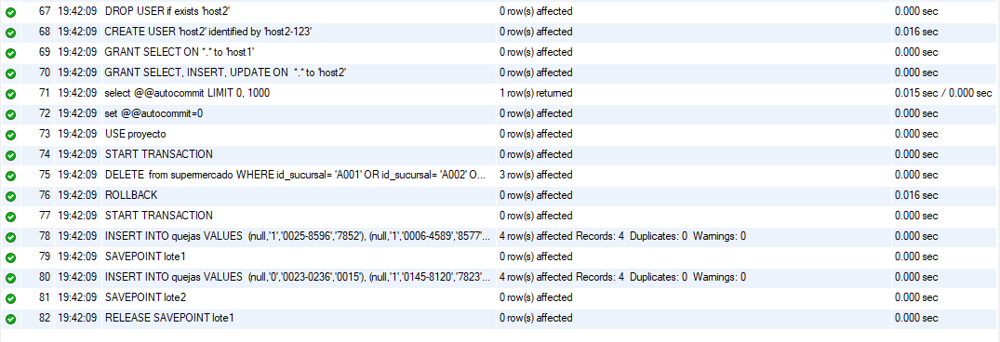 67 19:42:09 DROP USER if exists 'host2' 0 row(s) affected 0.000 sec
68 19:42:09 CREATE USER 'host2' identified by 'host2-123' 0 row(s) affected 0.016 sec
69 19:42:09 GRANT SELECT ON *.* to 'host1' 0 row(s) affected 0.000 sec
70 19:42:09 GRANT SELECT, INSERT, UPDATE ON *.* to 'host2' 0 row(s) affected 0.000 sec
71 19:42:09 select @@autocommit LIMIT 0, 1000 1 row(s) returned 0.015 sec / 0.000 sec
72 19:42:09 set @@autocommit=0 0 row(s) affected 0.000 sec
73 19:42:09 USE proyecto 0 row(s) affected 0.000 sec
74 19:42:09 START TRANSACTION 0 row(s) affected 0.000 sec
75 19:42:09 DELETE from supermercado WHERE id_sucursal= 'A001' OR id_sucursal= 'A002' O... 3 row(s) affected 0.000 sec
76 19:42:09 ROLLBACK 0 row(s) affected 0.016 sec
77 19:42:09 START TRANSACTION 0 row(s) affected 0.000 sec
78 19:42:09 INSERT INTO quejas VALUES (null,'1','0025-8596','7852'), (null,'1','0006-4589','8577'... 4 row(s) affected Records: 4 Duplicates: 0 Warnings: 0 0.000 sec
79 19:42:09 SAVEPOINT lote1 0 row(s) affected 0.000 sec
80 19:42:09 INSERT INTO quejas VALUES (null,'0','0023-0236','0015'), (null,'1','0145-8120','7823'... 4 row(s) affected Records: 4 Duplicates: 0 Warnings: 0 0.000 sec
81 19:42:09 SAVEPOINT lote2 0 row(s) affected 0.000 sec
82 19:42:09 RELEASE SAVEPOINT lote1 0 row(s) affected 0.000 sec